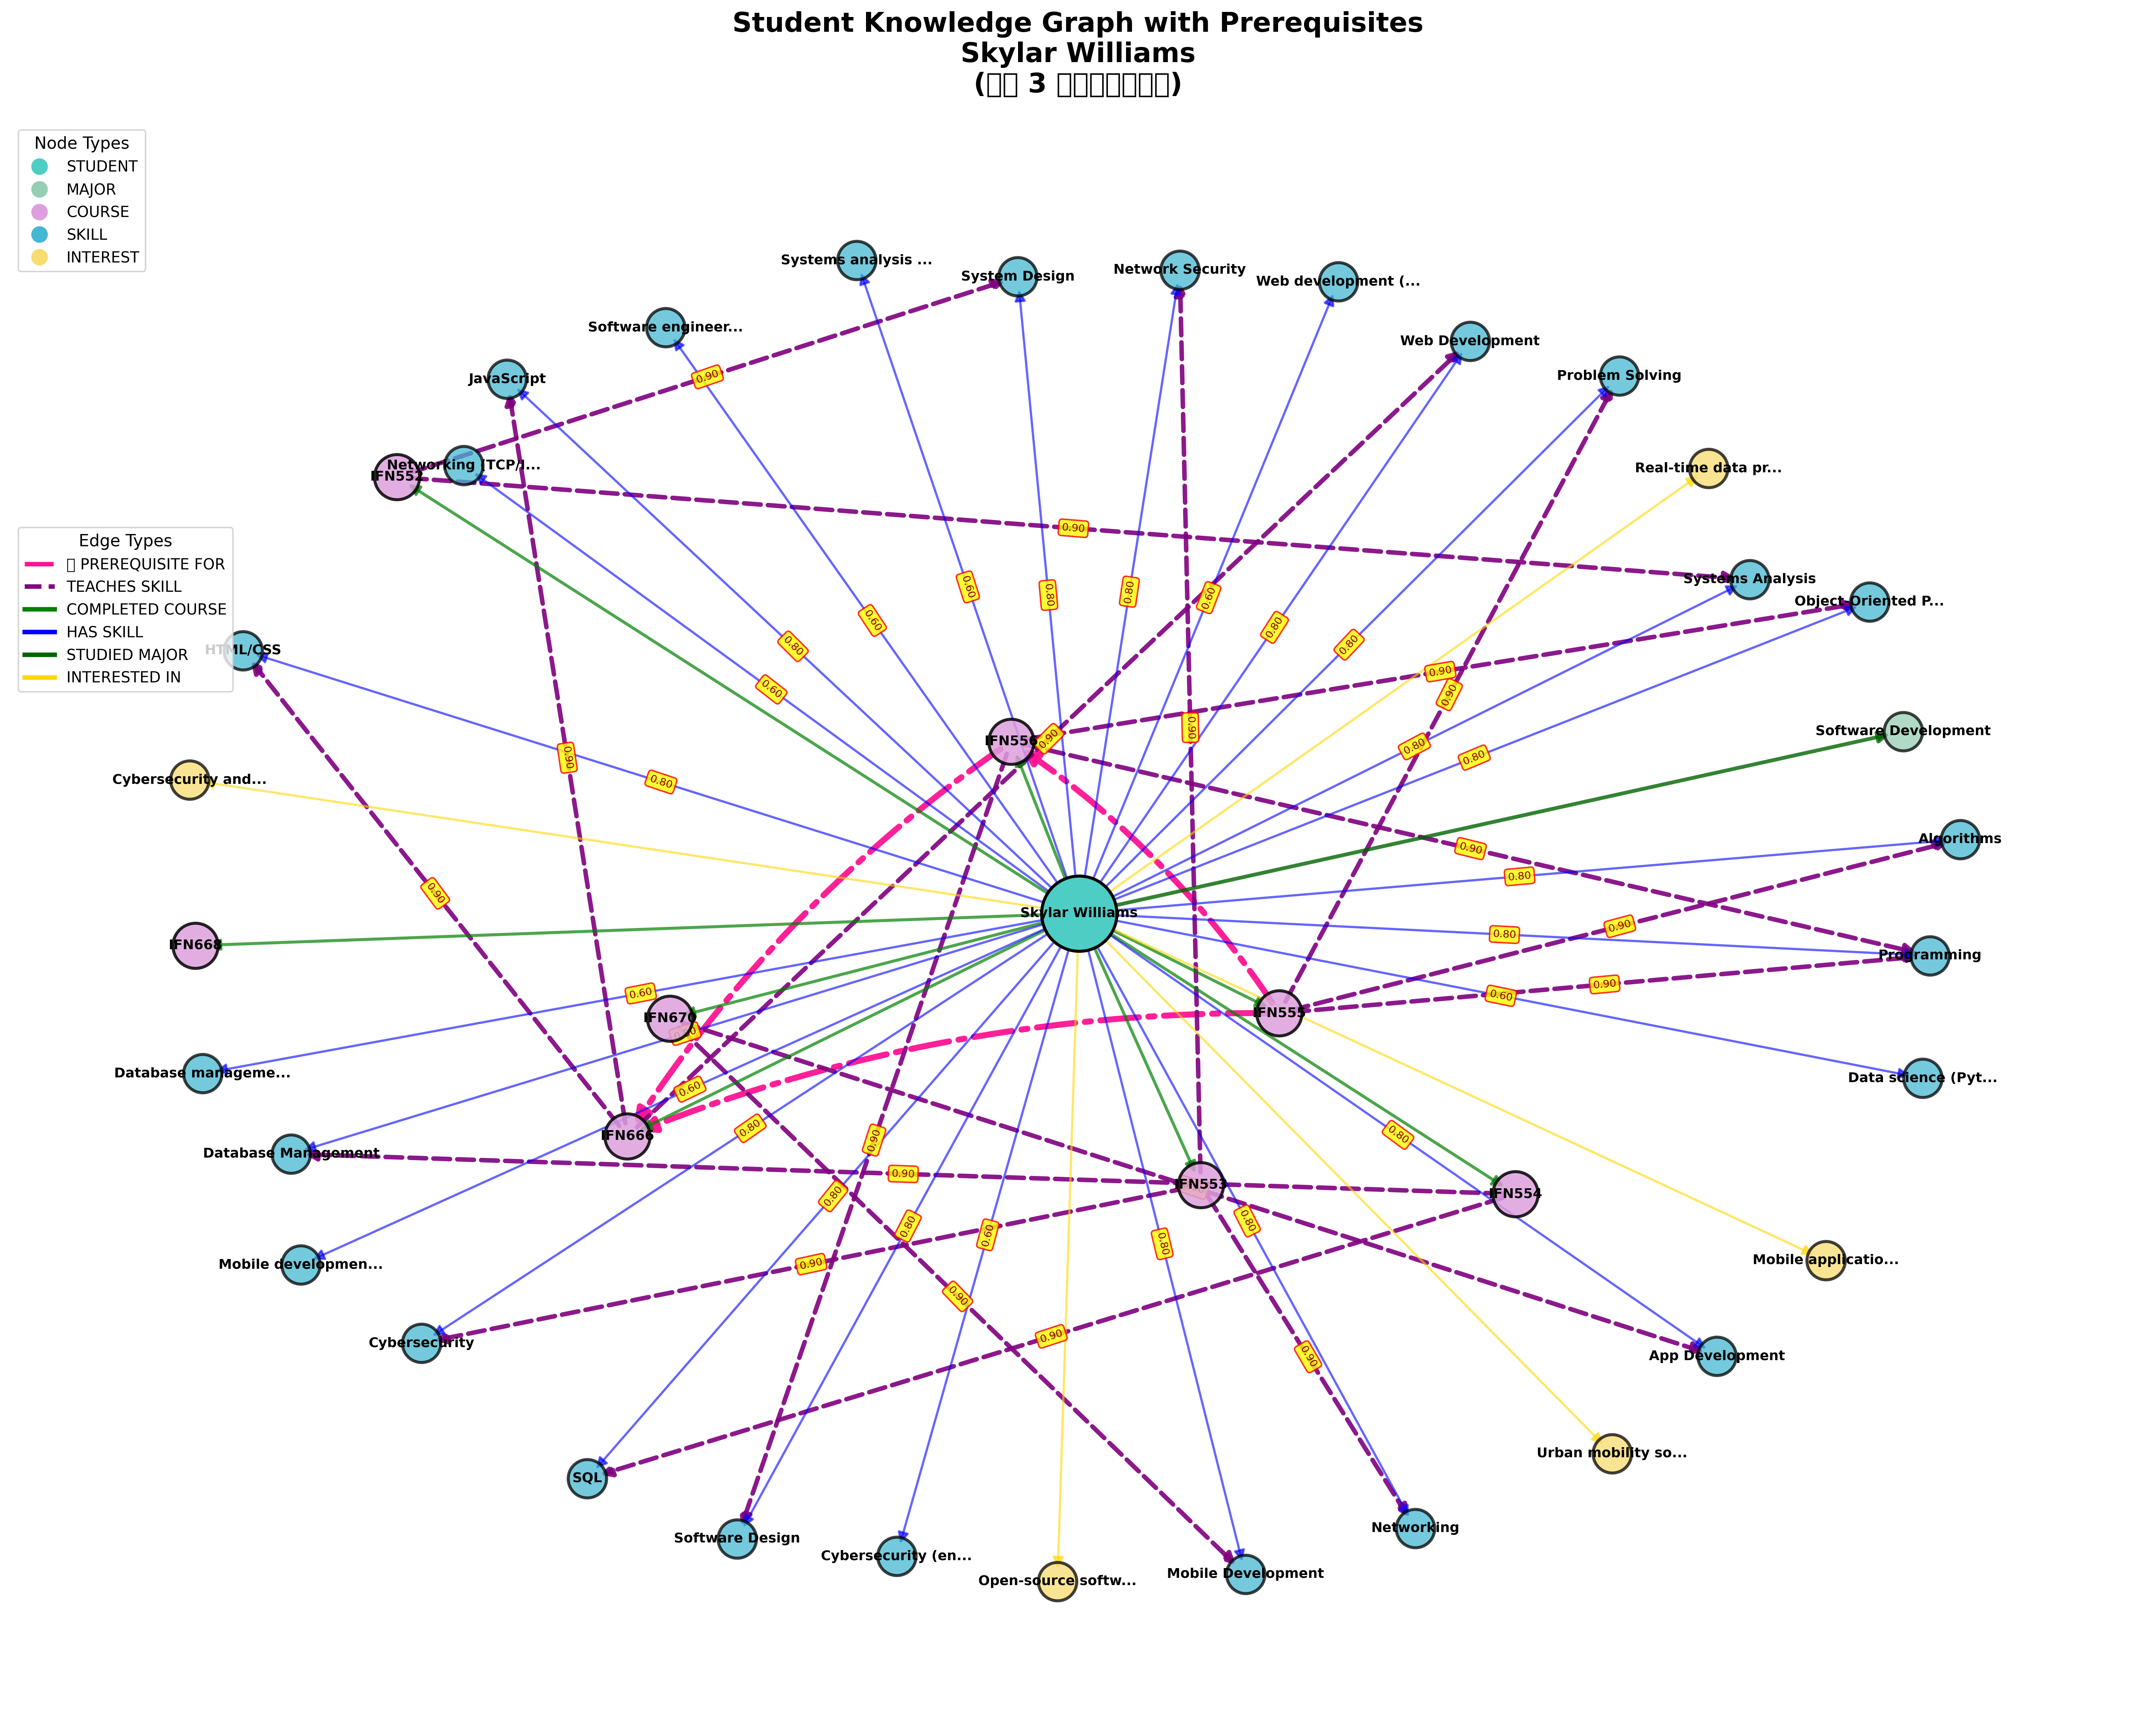 Student Knowledge Graph with Prerequisites
Skylar Williams
( 3 )
Node Types
STUDENT
MAJOR
COURSE
SKILL
INTEREST
Systems analysis ...
System Design
Network Security
Web development (...
Software engineer...
Web Development
JavaScript
Problem Solving
0.90
Networking (TCP/I...
IFN552
Real-time data pr...
0.90
Edge Types
PREREQUISITE FOR
TEACHES SKILL
COMPLETED COURSE
HAS SKILL
STUDIED MAJOR
INTERESTED IN
Systems Analysis
Object-Oriented P...
0.60
0.60
0.80
0.80
0.60
0.80
0.80
0.80
HTML/CSS
0.60
0.90
0.90
0.90
Software Development
IFN556
0.90
0.80
0.90
0.80
0.80
Cybersecurity and...
Algorithms
0.90
0.80
0.90
Skylar Williams
0.90
0.80
IFN668
Programming
0.90
0.60
0.60
IFN670
IFN555
Database manageme...
Data science (Pyt...
0.60
0.80
0.80
IFN666
0.90
Database Management
0.90
IFN553
IFN554
0.80
0.80
0.80
0.60
0.80
Mobile developmen...
0.90
Mobile applicatio...
0.90
Cybersecurity
0.90
0.90
App Development
Urban mobility so...
SQL
Networking
Software Design
Cybersecurity (en...
Mobile Development
Open-source softw...